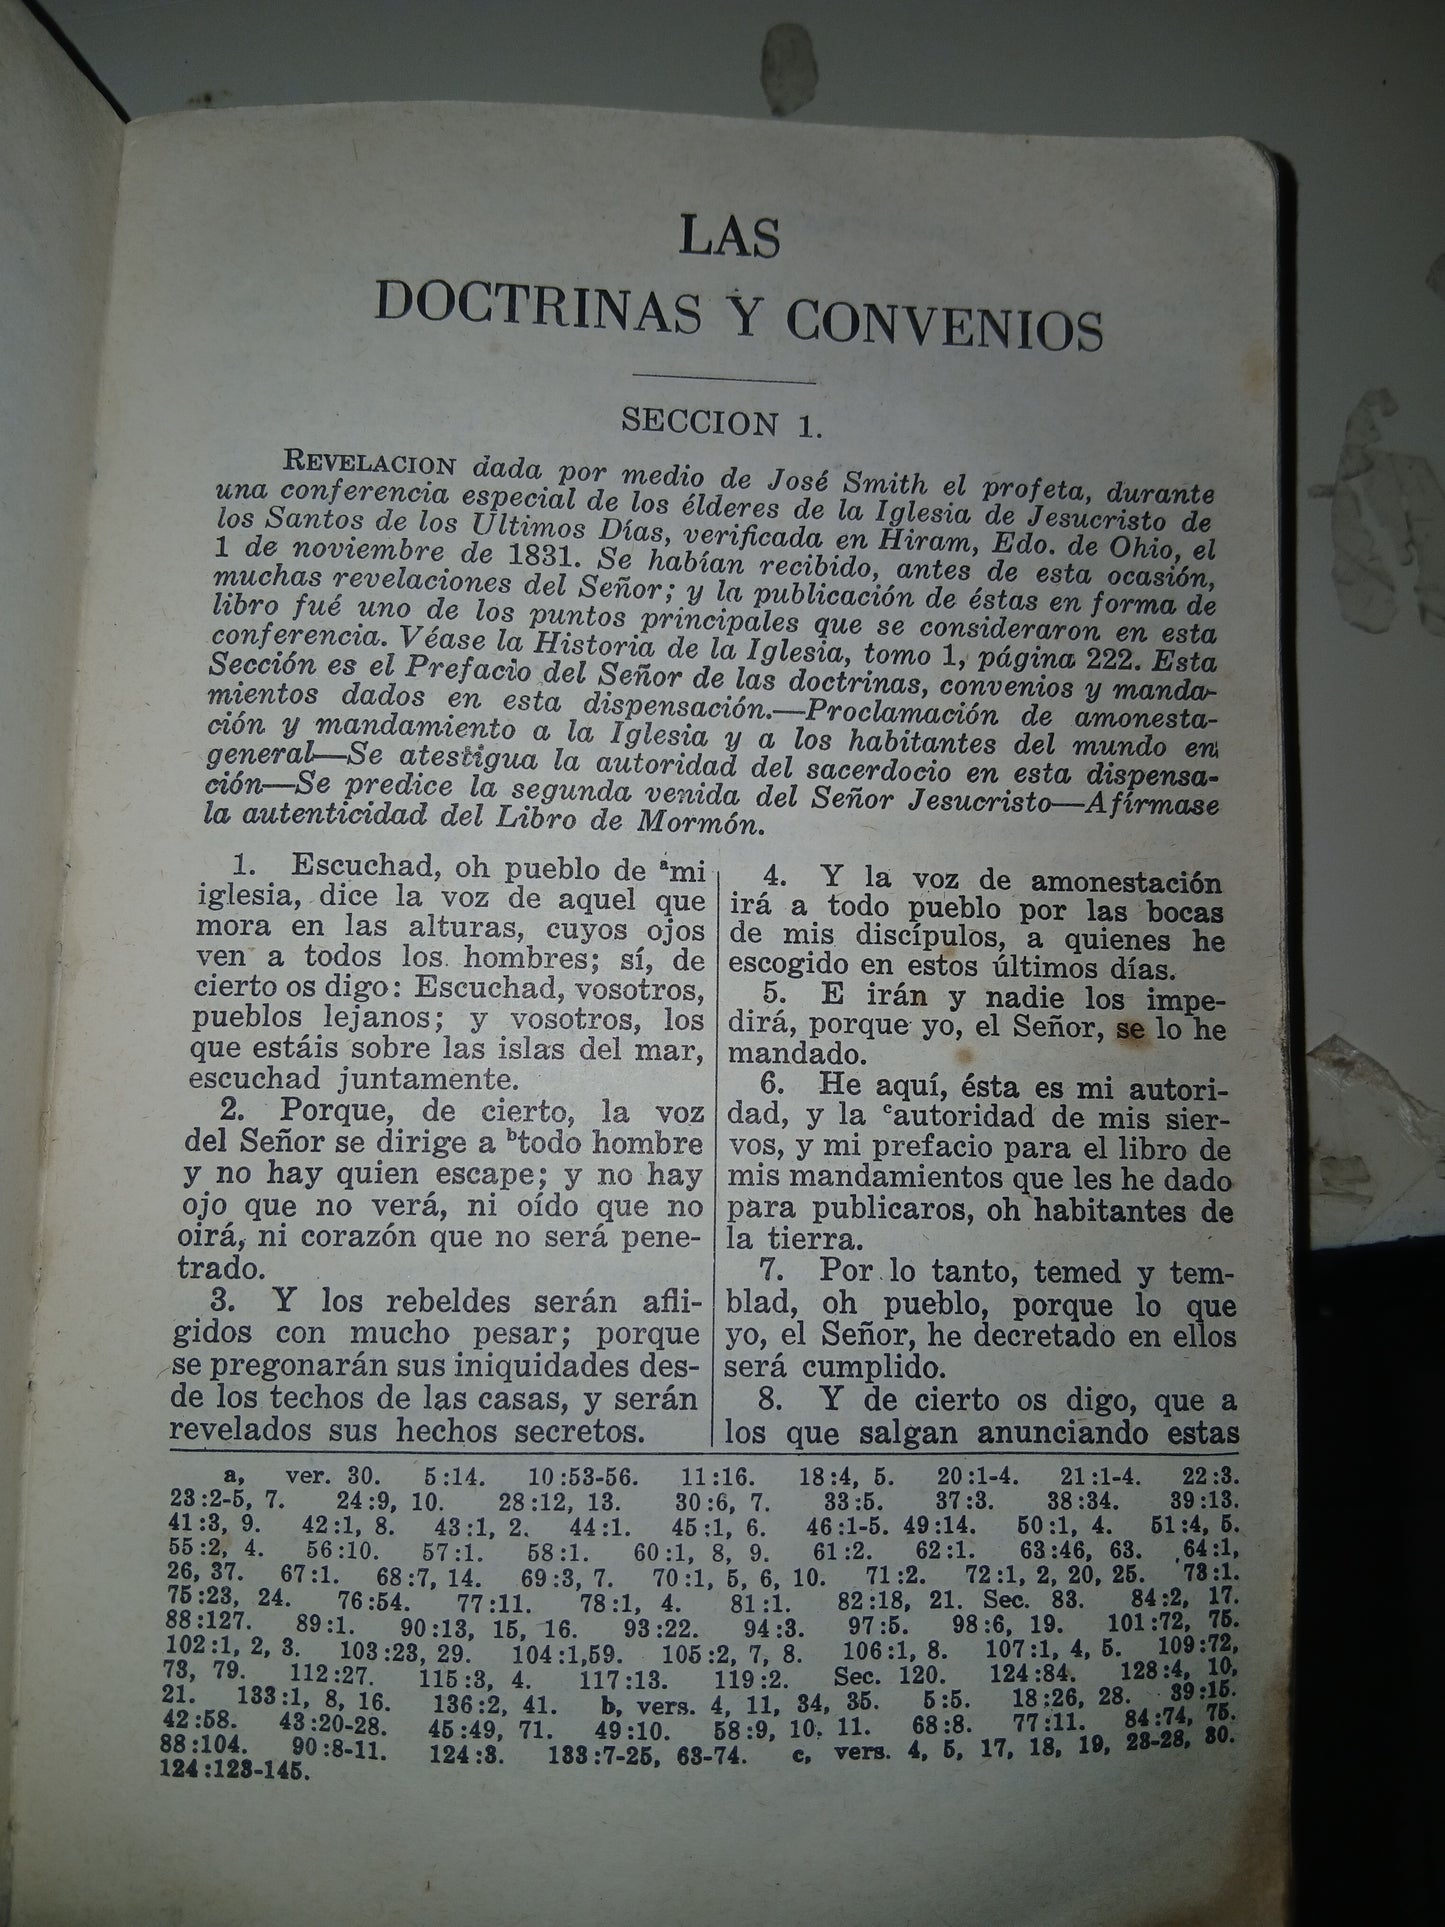 LAS
DOCTRINAS Y CONVENIOS
SECCION 1.
REVELACION dada por medio de José Smith el profeta, durante
una conferencia especial de los élderes de la Iglesia de Jesucristo de
los Santos de los Ultimos Días, verificada en Hiram, Edo. de Ohio, el
1 de noviembre de 1831. Se habían recibido, antes de esta ocasión,
muchas revelaciones del Señor; y la publicación de éstas en forma de
libro fué uno de los puntos principales que se consideraron en esta
conferencia. Véase la Historia de la Iglesia, tomo 1, página 222. Esta
Sección es el Prefacio del Señor de las doctrinas, convenios y manda-
mientos dados en esta dispensación.—Proclamación de amonesta-
ción y mandamiento a la Iglesia y a los habitantes del mundo en
general—Se atestigua la autoridad del sacerdocio en esta dispensa-
ción—Se predice la segunda venida del Señor Jesucristo—Afírmase
la autenticidad del Libro de Mormón.
1. Escuchad, oh pueblo de ᵃmi
iglesia, dice la voz de aquel que
mora en las alturas, cuyos ojos
ven a todos los hombres; sí, de
cierto os digo: Escuchad, vosotros,
pueblos lejanos; y vosotros, los
que estáis sobre las islas del mar,
escuchad juntamente.
2. Porque, de cierto, la voz
del Señor se dirige a ᵇtodo hombre
y no hay quien escape; y no hay
ojo que no verá, ni oído que no
oirá, ni corazón que no será pene-
trado.
3. Y los rebeldes serán afli-
gidos con mucho pesar; porque
se pregonarán sus iniquidades des-
de los techos de las casas, y serán
revelados sus hechos secretos.
4. Y la voz de amonestación
irá a todo pueblo por las bocas
de mis discípulos, a quienes he
escogido en estos últimos días.
5. E irán y nadie los impe-
dirá, porque yo, el Señor, se lo he
mandado.
6. He aquí, ésta es mi autori-
dad, y la ᶜautoridad de mis sier-
vos, y mi prefacio para el libro de
mis mandamientos que les he dado
para publicaros, oh habitantes de
la tierra.
7. Por lo tanto, temed y tem-
blad, oh pueblo, porque lo que
yo, el Señor, he decretado en ellos
será cumplido.
8. Y de cierto os digo, que a
los que salgan anunciando estas
a, ver. 30. 5:14. 10:53-56. 11:16. 18:4, 5. 20:1-4. 21:1-4. 22:3.
23:2-5, 7. 24:9, 10. 28:12, 13. 30:6, 7. 33:5. 37:3. 38:34. 39:13.
41:3, 9. 42:1, 8. 43:1, 2. 44:1. 45:1, 6. 46:1-5. 49:14. 50:1, 4. 51:4, 5.
55:2, 4. 56:10. 57:1. 58:1. 60:1, 8, 9. 61:2. 62:1. 63:46, 63. 64:1,
26, 37. 67:1. 68:7, 14. 69:3, 7. 70:1, 5, 6, 10. 71:2. 72:1, 2, 20, 25. 73:1.
75:23, 24. 76:54. 77:11. 78:1, 4. 81:1. 82:18, 21. Sec. 83. 84:2, 17.
88:127. 89:1. 90:13, 15, 16. 93:22. 94:3. 97:5. 98:6, 19. 101:72, 75.
102:1, 2, 3. 103:23, 29. 104:1,59. 105:2, 7, 8. 106:1, 8. 107:1, 4, 5. 109:72,
73, 79. 112:27. 115:3, 4. 117:13. 119:2. Sec. 120. 124:84. 128:4, 10,
21. 133:1, 8, 16. 136:2, 41. b, vers. 4, 11, 34, 35. 5:5. 18:26, 28. 39:15.
42:58. 43:20-28. 45:49, 71. 49:10. 58:9, 10, 11. 68:8. 77:11. 84:74, 75.
88:104. 90:8-11. 124:3. 133:7-25, 63-74. c, vers. 4, 5, 17, 18, 19, 23-28, 30.
124:123-145.